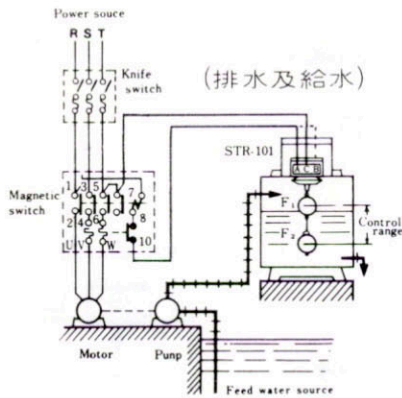 Power souce
R S T
Knife
switch
(排水及給水)
STR-101
A C B
Magnetic
switch
1 3 5 7
2 4 6 8
10
U V W
F₁
F₂
Control
range
Motor
Punp
Feed water source